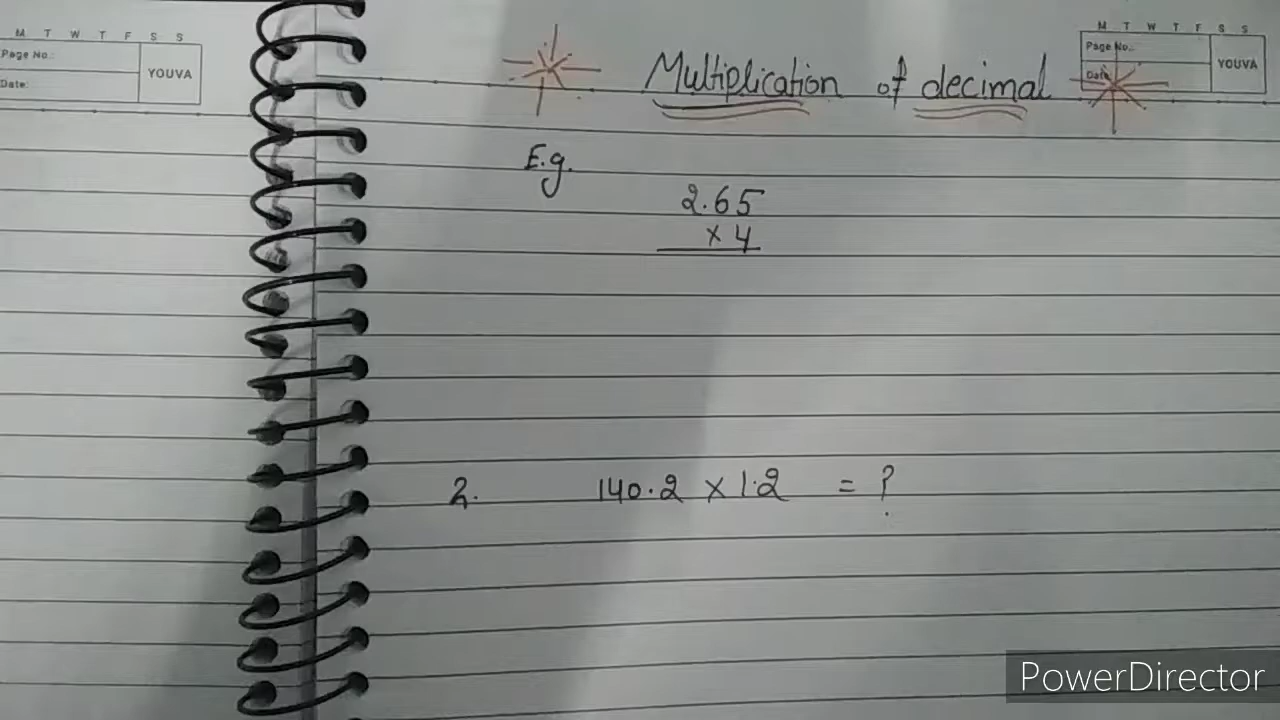 M T W T F S S
Page No.:
Date:
YOUVA
M T W T F S S
Page No.:
Date:
YOUVA
Multiplication of decimal
E.g.
2.65
x 4
2. 140.2 x 1.2 = ?
PowerDirector